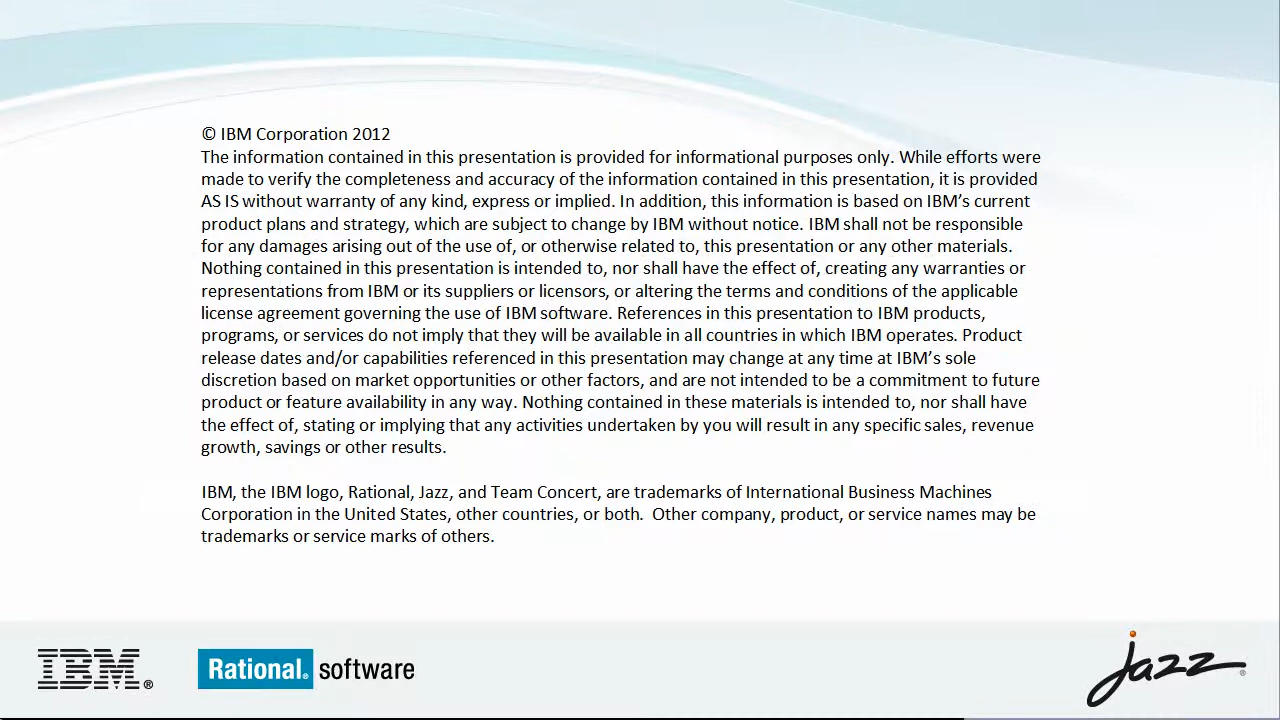 © IBM Corporation 2012
The information contained in this presentation is provided for informational purposes only. While efforts were
made to verify the completeness and accuracy of the information contained in this presentation, it is provided
AS IS without warranty of any kind, express or implied. In addition, this information is based on IBM’s current
product plans and strategy, which are subject to change by IBM without notice. IBM shall not be responsible
for any damages arising out of the use of, or otherwise related to, this presentation or any other materials.
Nothing contained in this presentation is intended to, nor shall have the effect of, creating any warranties or
representations from IBM or its suppliers or licensors, or altering the terms and conditions of the applicable
license agreement governing the use of IBM software. References in this presentation to IBM products,
programs, or services do not imply that they will be available in all countries in which IBM operates. Product
release dates and/or capabilities referenced in this presentation may change at any time at IBM’s sole
discretion based on market opportunities or other factors, and are not intended to be a commitment to future
product or feature availability in any way. Nothing contained in these materials is intended to, nor shall have
the effect of, stating or implying that any activities undertaken by you will result in any specific sales, revenue
growth, savings or other results.
IBM, the IBM logo, Rational, Jazz, and Team Concert, are trademarks of International Business Machines
Corporation in the United States, other countries, or both.  Other company, product, or service names may be
trademarks or service marks of others.
IBM® Rational® software jazz®